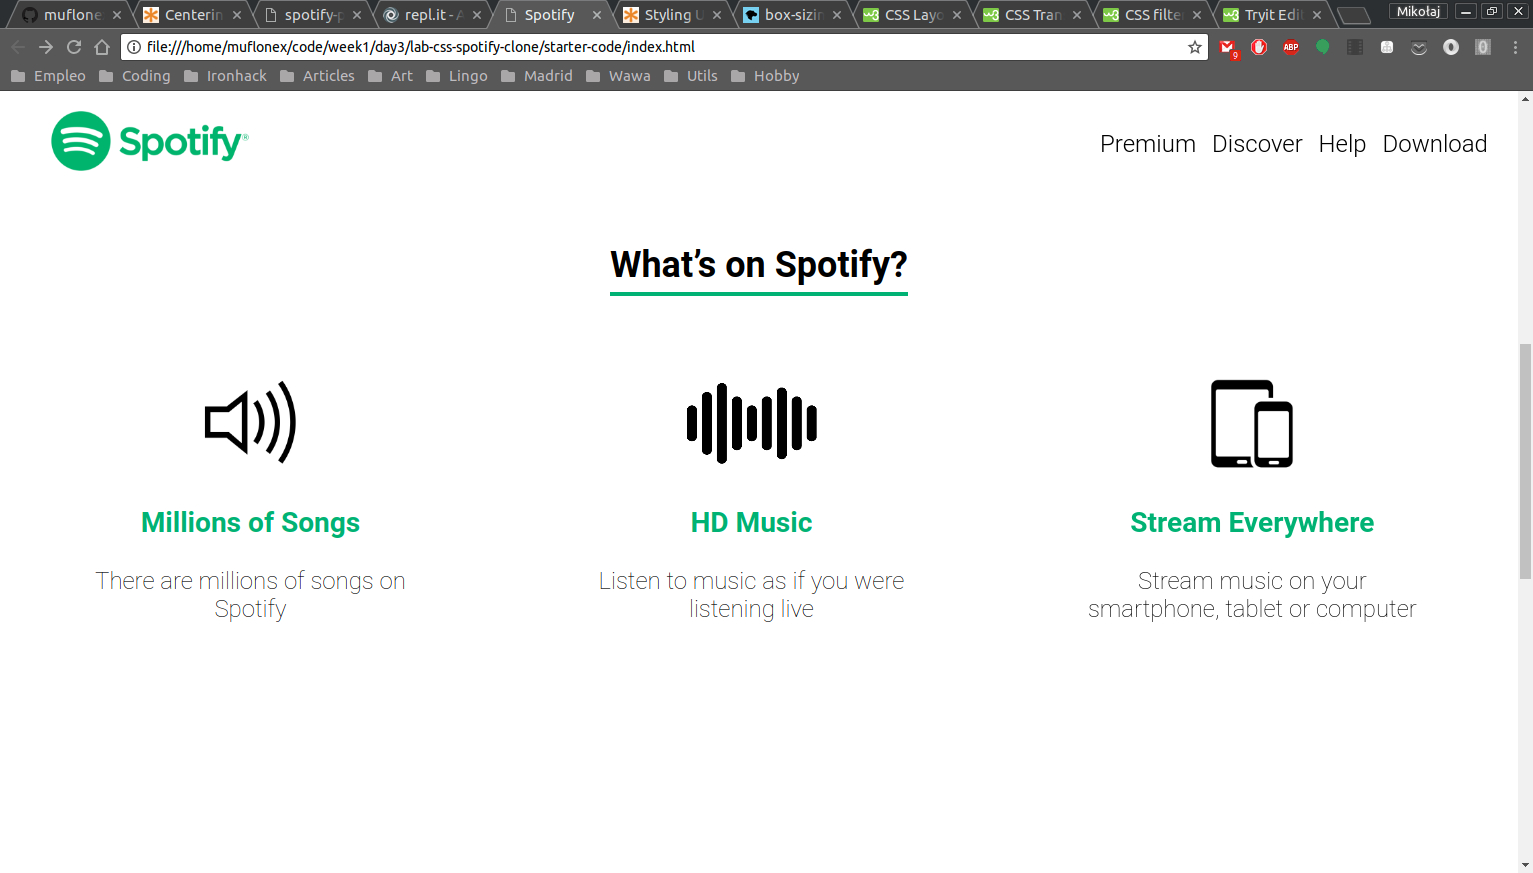 muflone Centerin spotify-p repl.it - A Spotify Styling U box-sizin CSS Layo CSS Tran CSS filte Tryit Edi Mikołaj
file:///home/muflonex/code/week1/day3/lab-css-spotify-clone/starter-code/index.html
9 ABP
Empleo Coding Ironhack Articles Art Lingo Madrid Wawa Utils Hobby
Spotify®
Premium Discover Help Download
What’s on Spotify?
Millions of Songs
There are millions of songs on
Spotify
HD Music
Listen to music as if you were
listening live
Stream Everywhere
Stream music on your
smartphone, tablet or computer